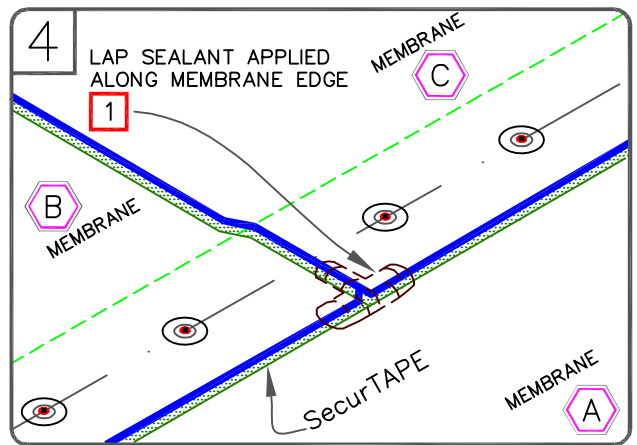 4
LAP SEALANT APPLIED
ALONG MEMBRANE EDGE
1
MEMBRANE
C
B
MEMBRANE
SecurTAPE
MEMBRANE
A